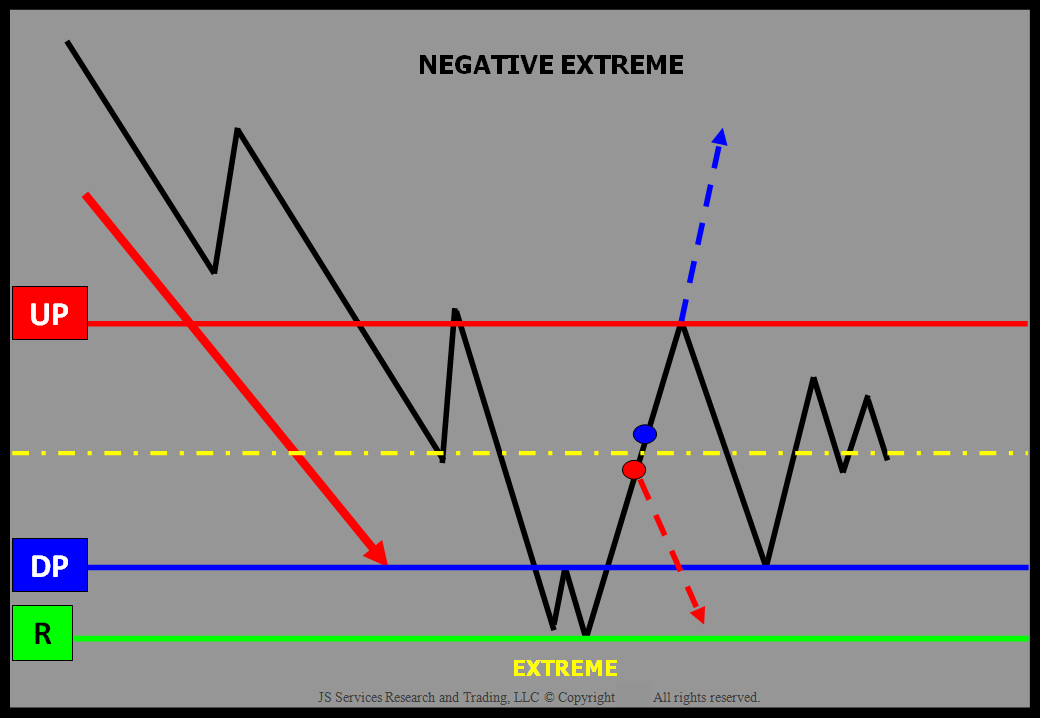 NEGATIVE EXTREME
UP
DP
R
EXTREME
JS Services Research and Trading, LLC © Copyright All rights reserved.